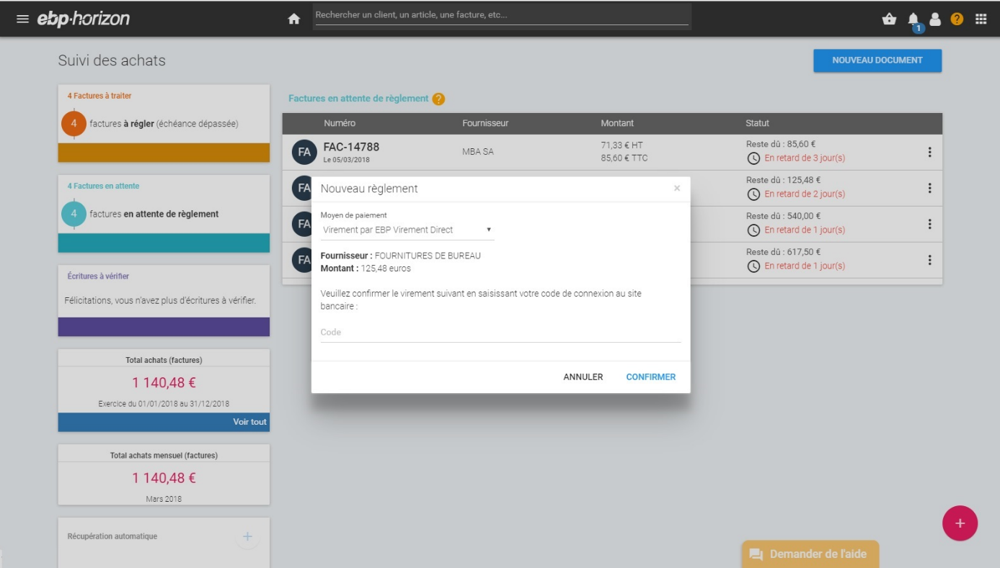 ebp·horizon
Rechercher un client, un article, une facture, etc...
1
?
Suivi des achats
NOUVEAU DOCUMENT
4 Factures à traiter
4 factures à régler (échéance dépassée)
4 Factures en attente
4 factures en attente de règlement
Écritures à vérifier
Félicitations, vous n'avez plus d'écritures à vérifier.
Total achats (factures)
1 140,48 €
Exercice du 01/01/2018 au 31/12/2018
Voir tout
Total achats mensuel (factures)
1 140,48 €
Mars 2018
Récupération automatique
+
Factures en attente de règlement ?
Numéro Fournisseur Montant Statut
FA FAC-14788 MBA SA 71,33 € HT Reste dû : 85,60 €
Le 05/03/2018 85,60 € TTC En retard de 3 jour(s)
FA Reste dû : 125,48 €
En retard de 2 jour(s)
FA Reste dû : 540,00 €
En retard de 1 jour(s)
FA Reste dû : 617,50 €
En retard de 1 jour(s)
Nouveau règlement ×
Moyen de paiement
Virement par EBP Virement Direct
Fournisseur : FOURNITURES DE BUREAU
Montant : 125,48 euros
Veuillez confirmer le virement suivant en saisissant votre code de connexion au site
bancaire :
Code
ANNULER CONFIRMER
+
Demander de l'aide